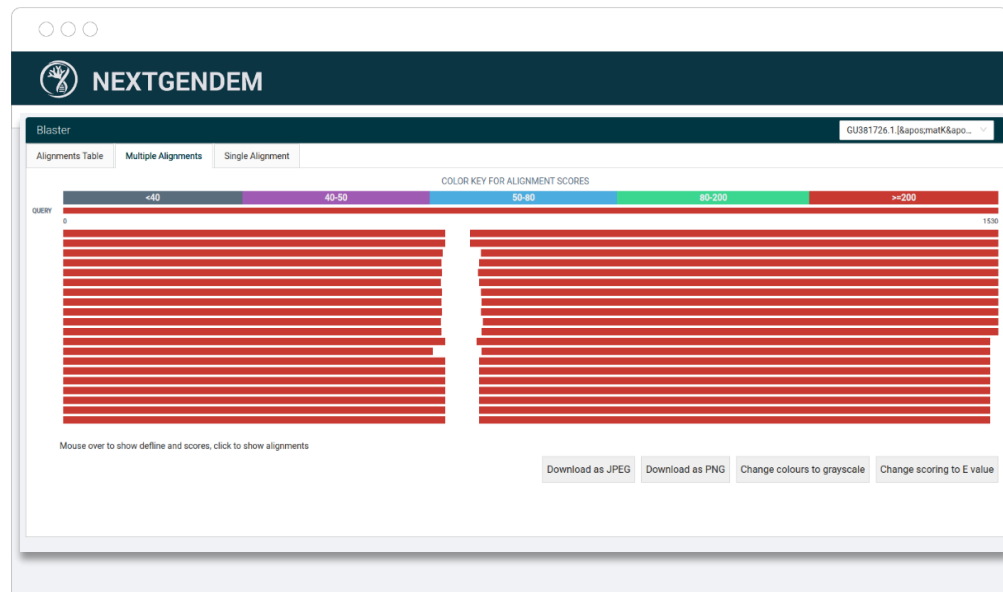 NEXTGENDEM
Blaster
GU381726.1.[&apos;matK&apo...
Alignments Table Multiple Alignments Single Alignment
COLOR KEY FOR ALIGNMENT SCORES
<40 40-50 50-80 80-200 >=200
QUERY
0 1530
Mouse over to show defline and scores, click to show alignments
Download as JPEG Download as PNG Change colours to grayscale Change scoring to E value